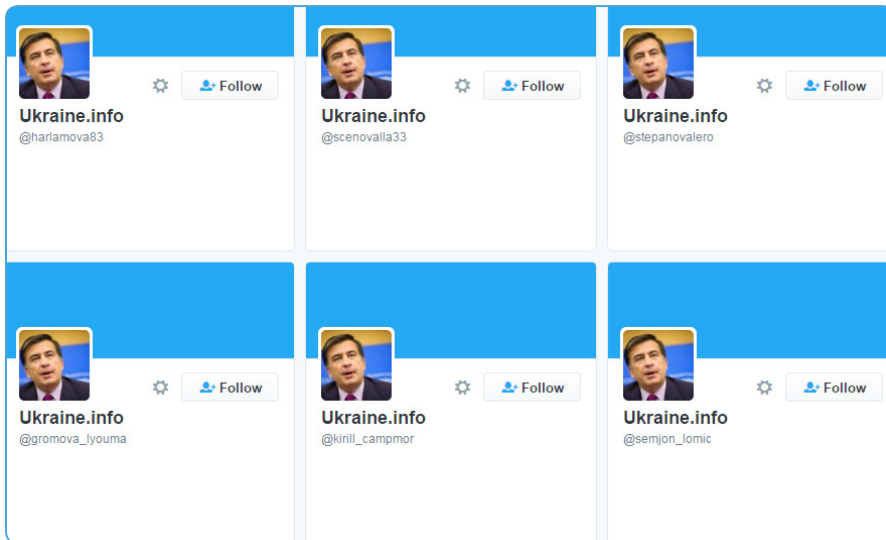 Follow
Follow
Follow
Ukraine.info
Ukraine.info
Ukraine.info
@harlamova83
@scenovalla33
@stepanovalero
Follow
Follow
Follow
Ukraine.info
Ukraine.info
Ukraine.info
@gromova_lyouma
@kirill_campmor
@semjon_lomic